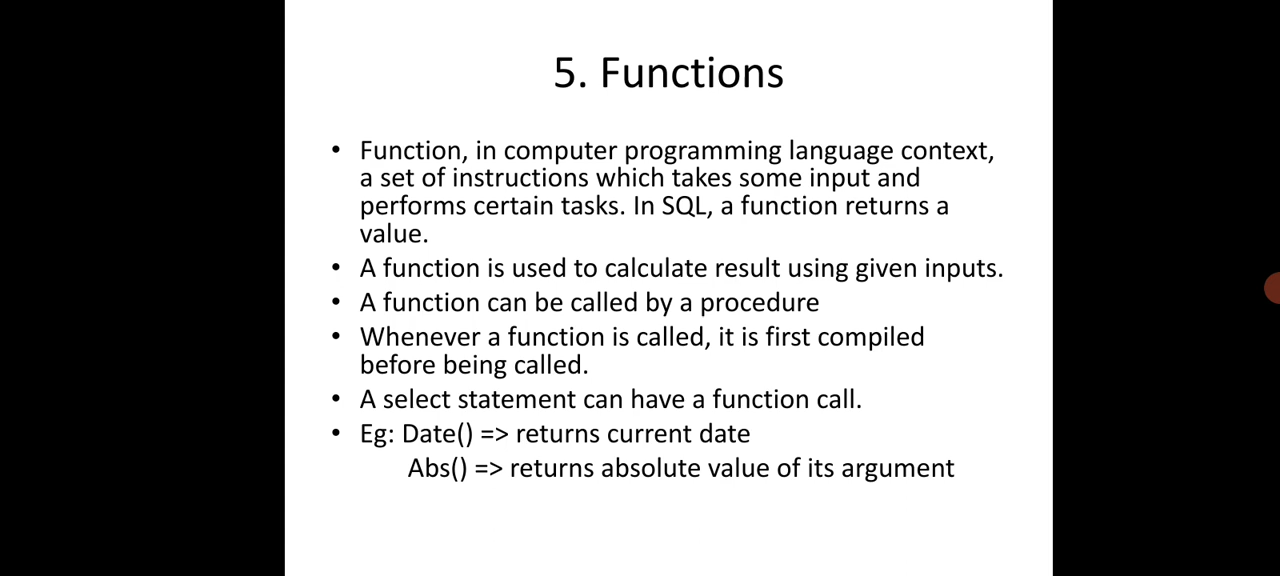 5. Functions
• Function, in computer programming language context,
a set of instructions which takes some input and
performs certain tasks. In SQL, a function returns a
value.
• A function is used to calculate result using given inputs.
• A function can be called by a procedure
• Whenever a function is called, it is first compiled
before being called.
• A select statement can have a function call.
• Eg: Date() => returns current date
Abs() => returns absolute value of its argument